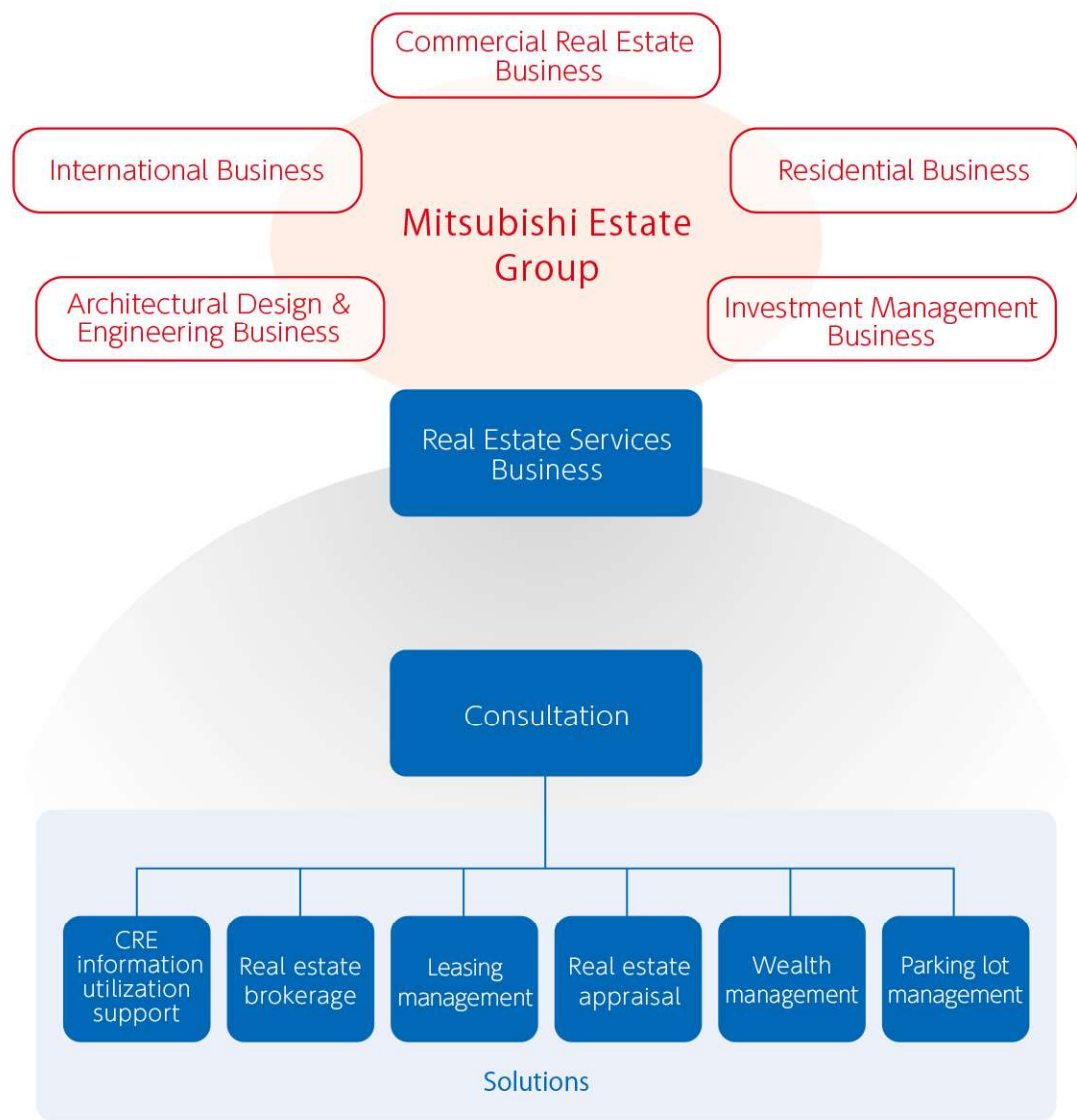 Commercial Real Estate
Business
International Business
Residential Business
Mitsubishi Estate
Group
Architectural Design &
Engineering Business
Investment Management
Business
Real Estate Services
Business
Consultation
CRE
information
utilization
support
Real estate
brokerage
Leasing
management
Real estate
appraisal
Wealth
management
Parking lot
management
Solutions